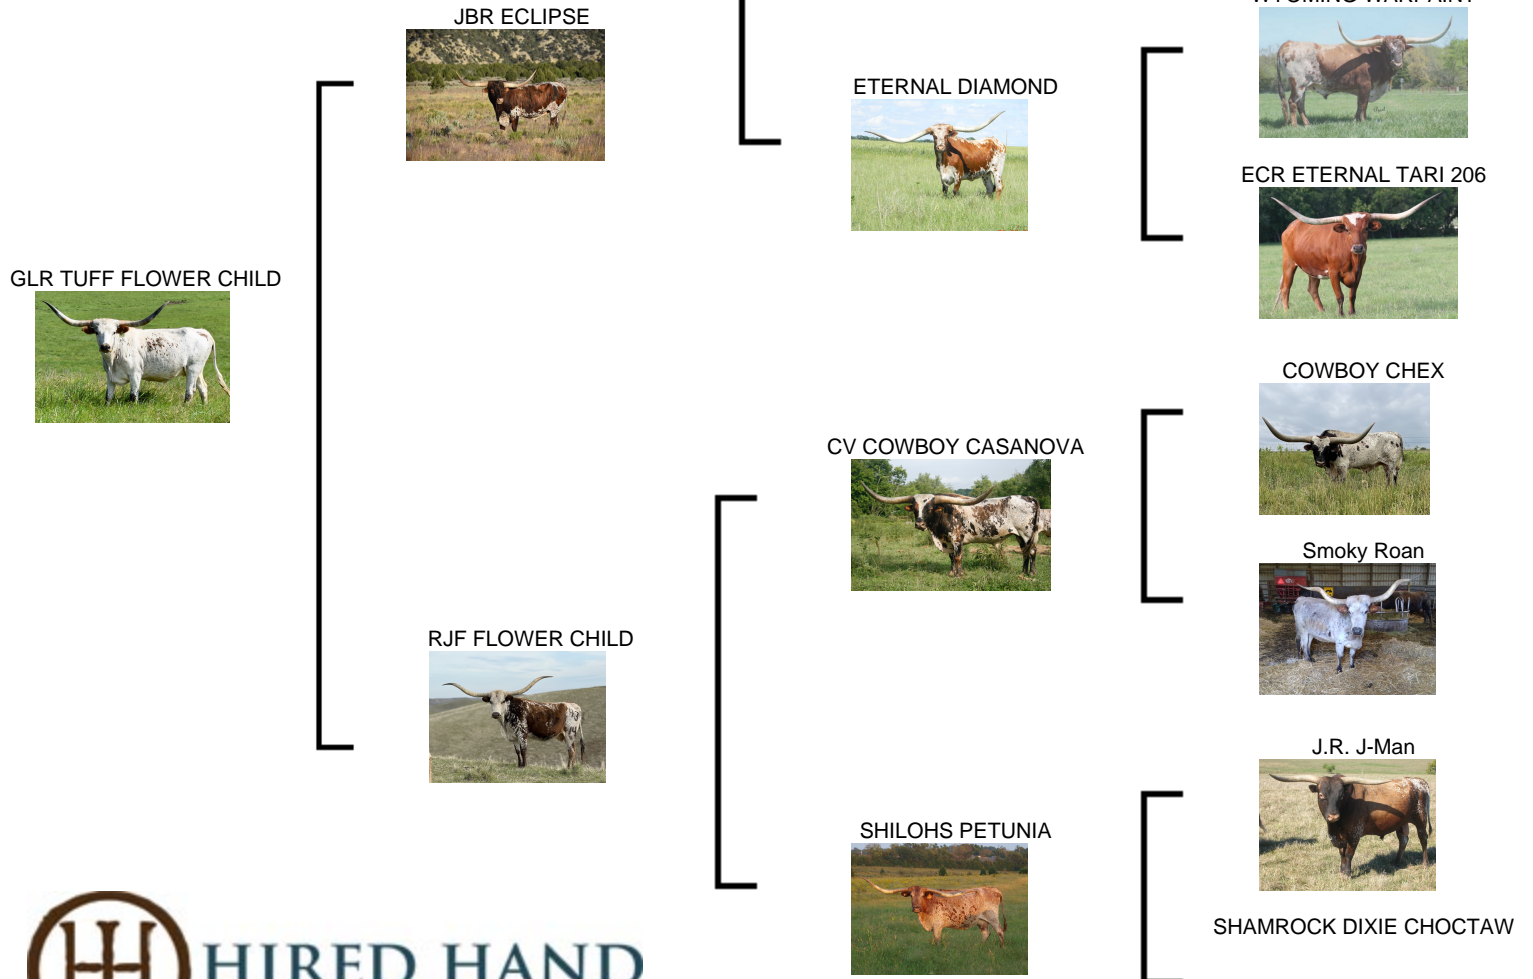 JBR ECLIPSE
ETERNAL DIAMOND
ECR ETERNAL TARI 206
GLR TUFF FLOWER CHILD
COWBOY CHEX
CV COWBOY CASANOVA
Smoky Roan
RJF FLOWER CHILD
J.R. J-Man
SHILOHS PETUNIA
SHAMROCK DIXIE CHOCTAW
HIRED HAND